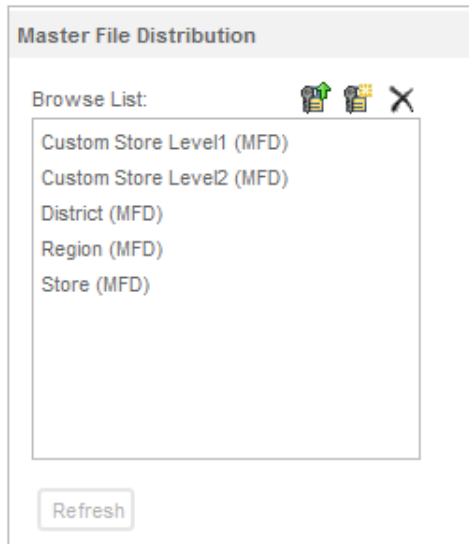 Master File Distribution
Browse List:
Custom Store Level1 (MFD)
Custom Store Level2 (MFD)
District (MFD)
Region (MFD)
Store (MFD)
Refresh